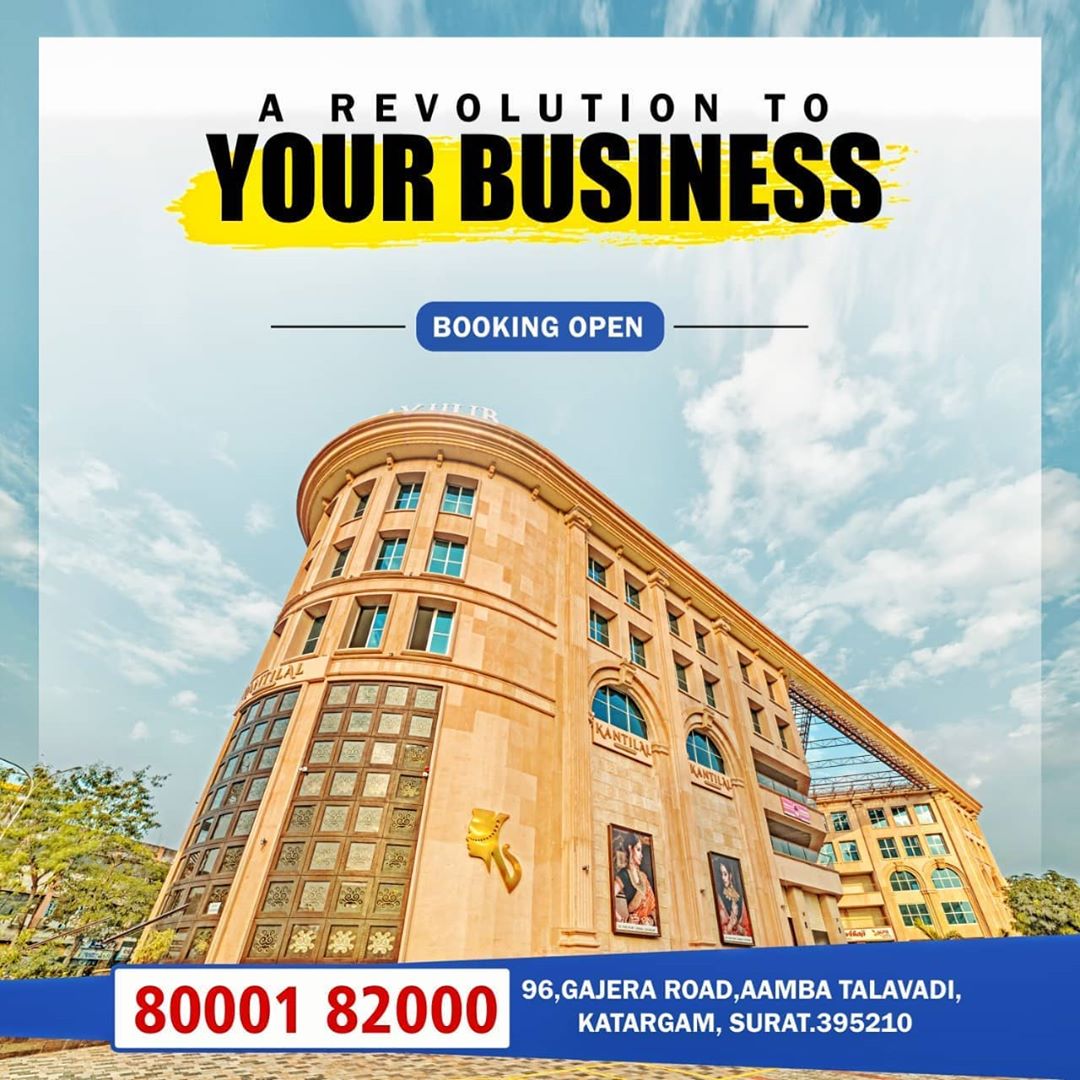 A REVOLUTION TO
YOUR BUSINESS
BOOKING OPEN
KANTILAL
KANTILAL
80001 82000
96,GAJERA ROAD,AAMBA TALAVADI,
KATARGAM, SURAT.395210